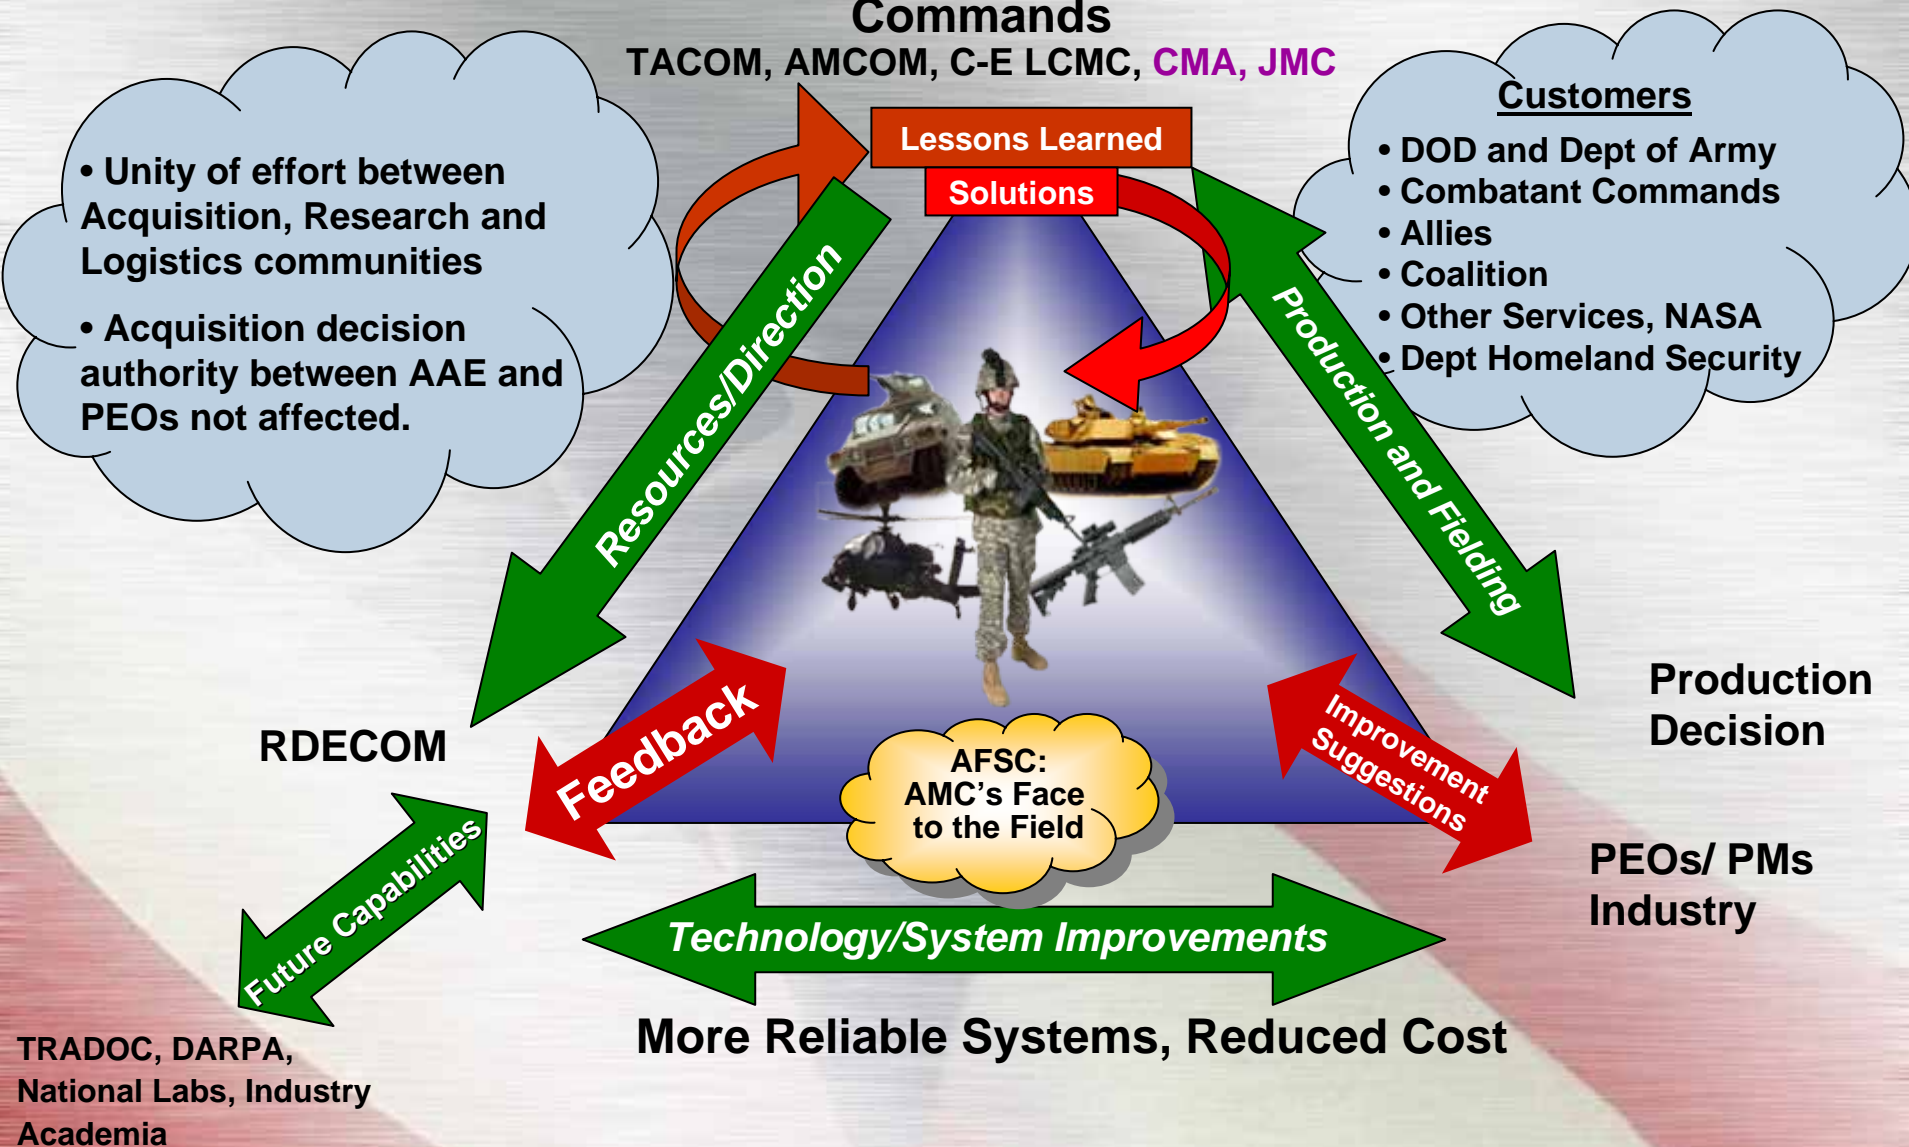 Commands
TACOM, AMCOM, C-E LCMC, CMA, JMC
• Unity of effort between
Acquisition, Research and
Logistics communities
• Acquisition decision
authority between AAE and
PEOs not affected.
Lessons Learned
Solutions
Customers
• DOD and Dept of Army
• Combatant Commands
• Allies
• Coalition
• Other Services, NASA
• Dept Homeland Security
Resources/Direction
Production and Fielding
RDECOM
Feedback
AFSC:
AMC’s Face
to the Field
Improvement
Suggestions
Production
Decision
PEOs/ PMs
Industry
Future Capabilities
Technology/System Improvements
More Reliable Systems, Reduced Cost
TRADOC, DARPA,
National Labs, Industry
Academia